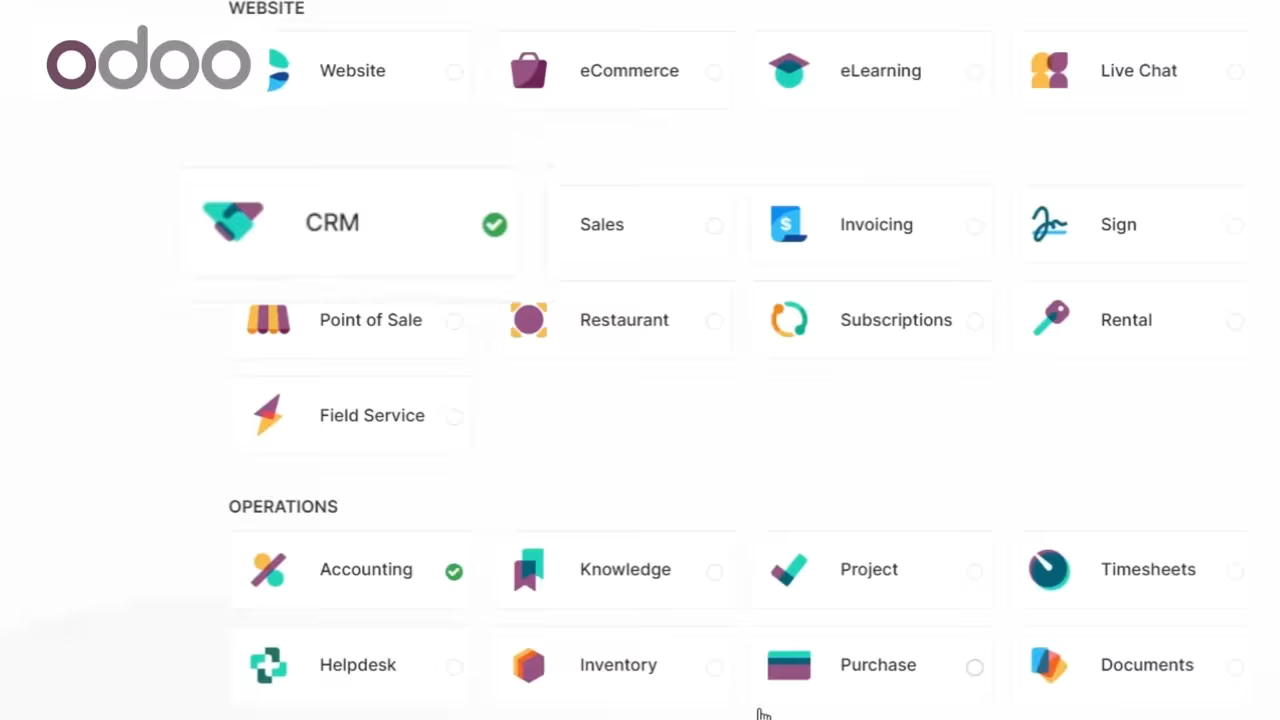 WEBSITE
odoo
Website
eCommerce
eLearning
Live Chat
CRM
Sales
Invoicing
Sign
Point of Sale
Restaurant
Subscriptions
Rental
Field Service
OPERATIONS
Accounting
Knowledge
Project
Timesheets
Helpdesk
Inventory
Purchase
Documents